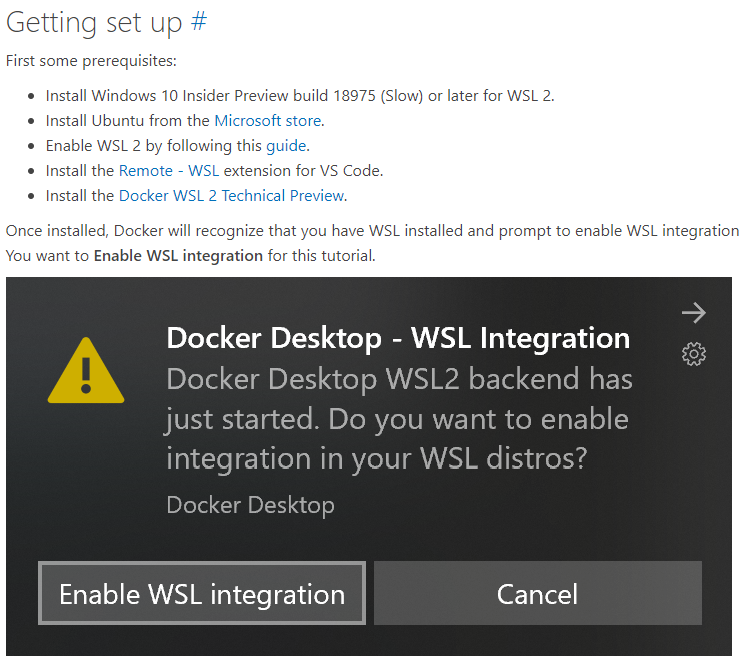 Getting set up #
First some prerequisites:
• Install Windows 10 Insider Preview build 18975 (Slow) or later for WSL 2.
• Install Ubuntu from the Microsoft store.
• Enable WSL 2 by following this guide.
• Install the Remote - WSL extension for VS Code.
• Install the Docker WSL 2 Technical Preview.
Once installed, Docker will recognize that you have WSL installed and prompt to enable WSL integration
You want to Enable WSL integration for this tutorial.
Docker Desktop - WSL Integration
Docker Desktop WSL2 backend has
just started. Do you want to enable
integration in your WSL distros?
Docker Desktop
Enable WSL integration
Cancel